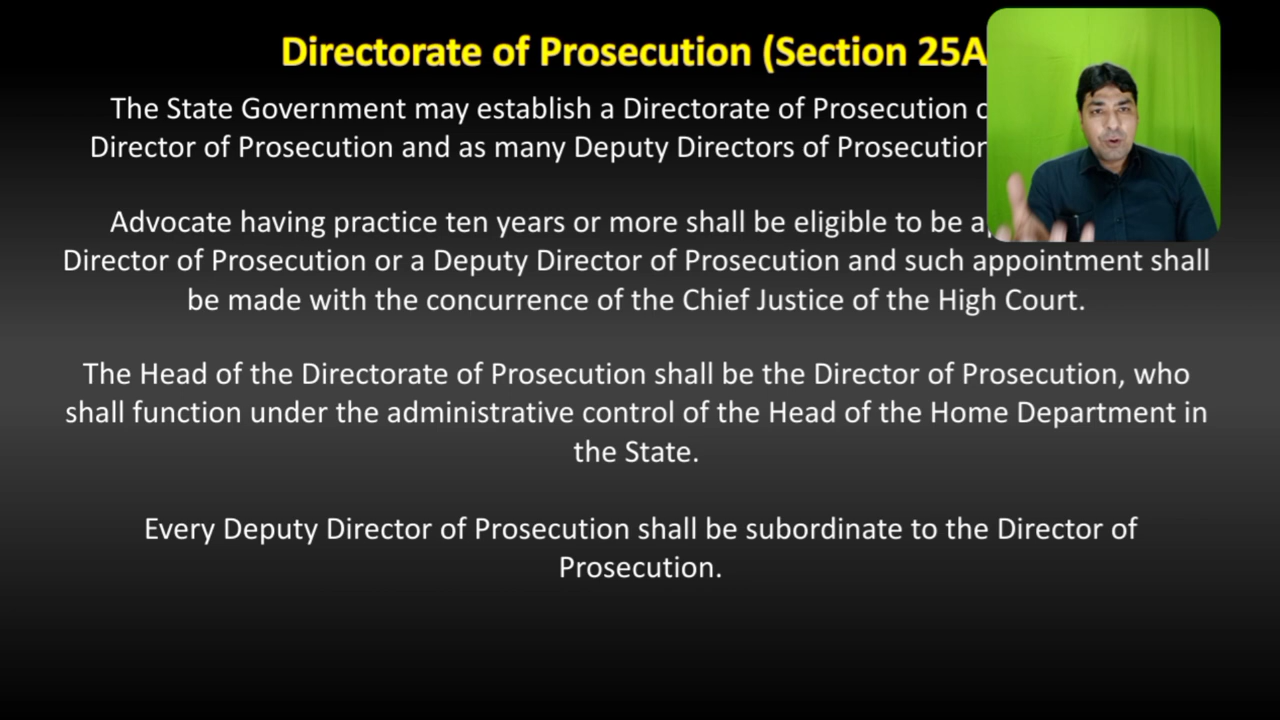 Directorate of Prosecution (Section 25A
The State Government may establish a Directorate of Prosecution
Director of Prosecution and as many Deputy Directors of Prosecution
Advocate having practice ten years or more shall be eligible to be
Director of Prosecution or a Deputy Director of Prosecution and such appointment shall
be made with the concurrence of the Chief Justice of the High Court.
The Head of the Directorate of Prosecution shall be the Director of Prosecution, who
shall function under the administrative control of the Head of the Home Department in
the State.
Every Deputy Director of Prosecution shall be subordinate to the Director of
Prosecution.